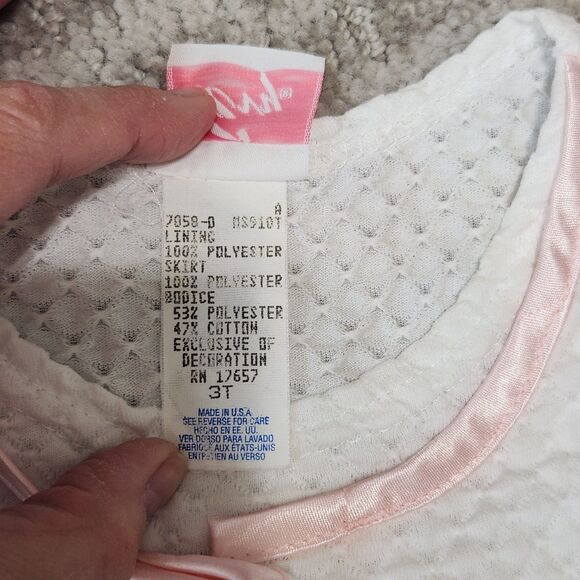 A
7059-D MS910T
LINING
100% POLYESTER
SKIRT
100% POLYESTER
BODICE
53% POLYESTER
47% COTTON
EXCLUSIVE OF
DECORATION
RN 17657
3T
MADE IN U.S.A.
SEE REVERSE FOR CARE
HECHO EN EE. UU.
VER DORSO PARA LAVADO
FABRIQUÉ AUX ÉTATS-UNIS
ENTRETIEN AU VERSO